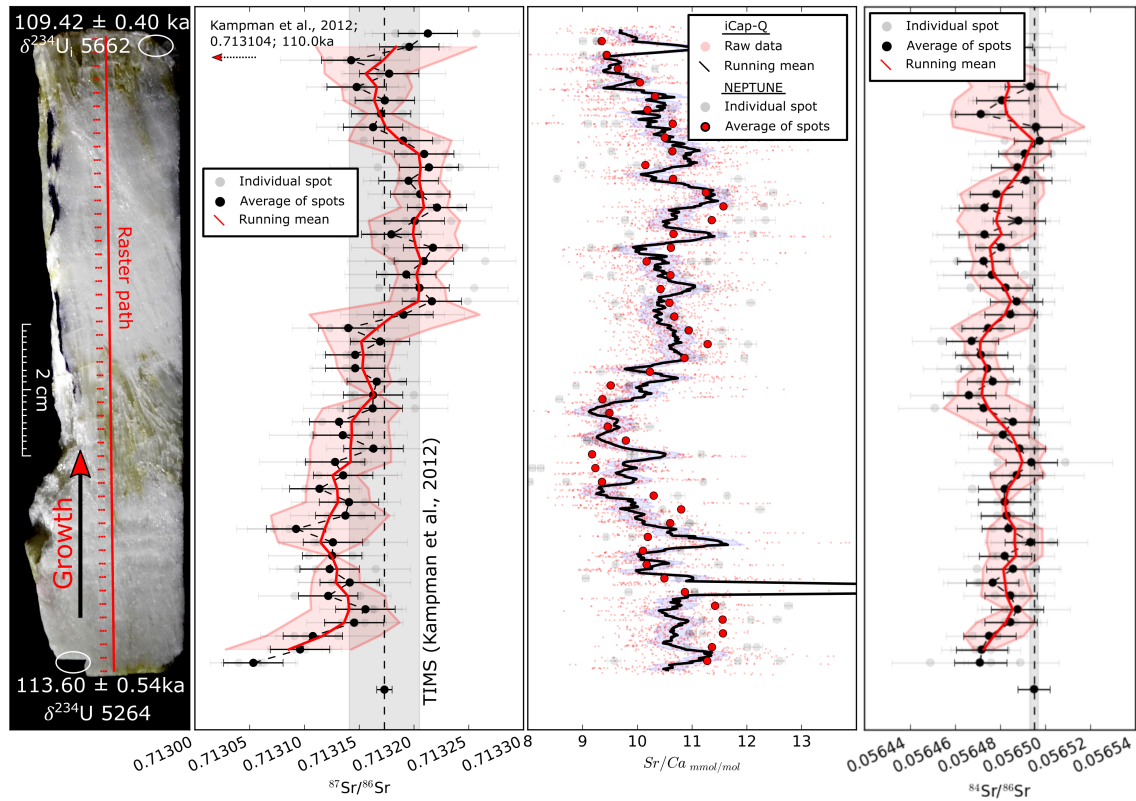 109.42 ± 0.40 ka
δ²³⁴Uᵢ 5662
Raster path
2 cm
Growth
113.60 ± 0.54ka
δ²³⁴U 5264
Kampman et al., 2012;
0.713104; 110.0ka
Individual spot
Average of spots
Running mean
TIMS (Kampman et al., 2012)
0.71300
0.71305
0.71310
0.71315
0.71320
0.71325
0.71330
⁸⁷Sr/⁸⁶Sr
iCap-Q
Raw data
Running mean
NEPTUNE
Individual spot
Average of spots
8
9
10
11
12
13
Sr/Ca mmol/mol
Individual spot
Average of spots
Running mean
0.05644
0.05646
0.05648
0.05650
0.05652
0.05654
⁸⁴Sr/⁸⁶Sr